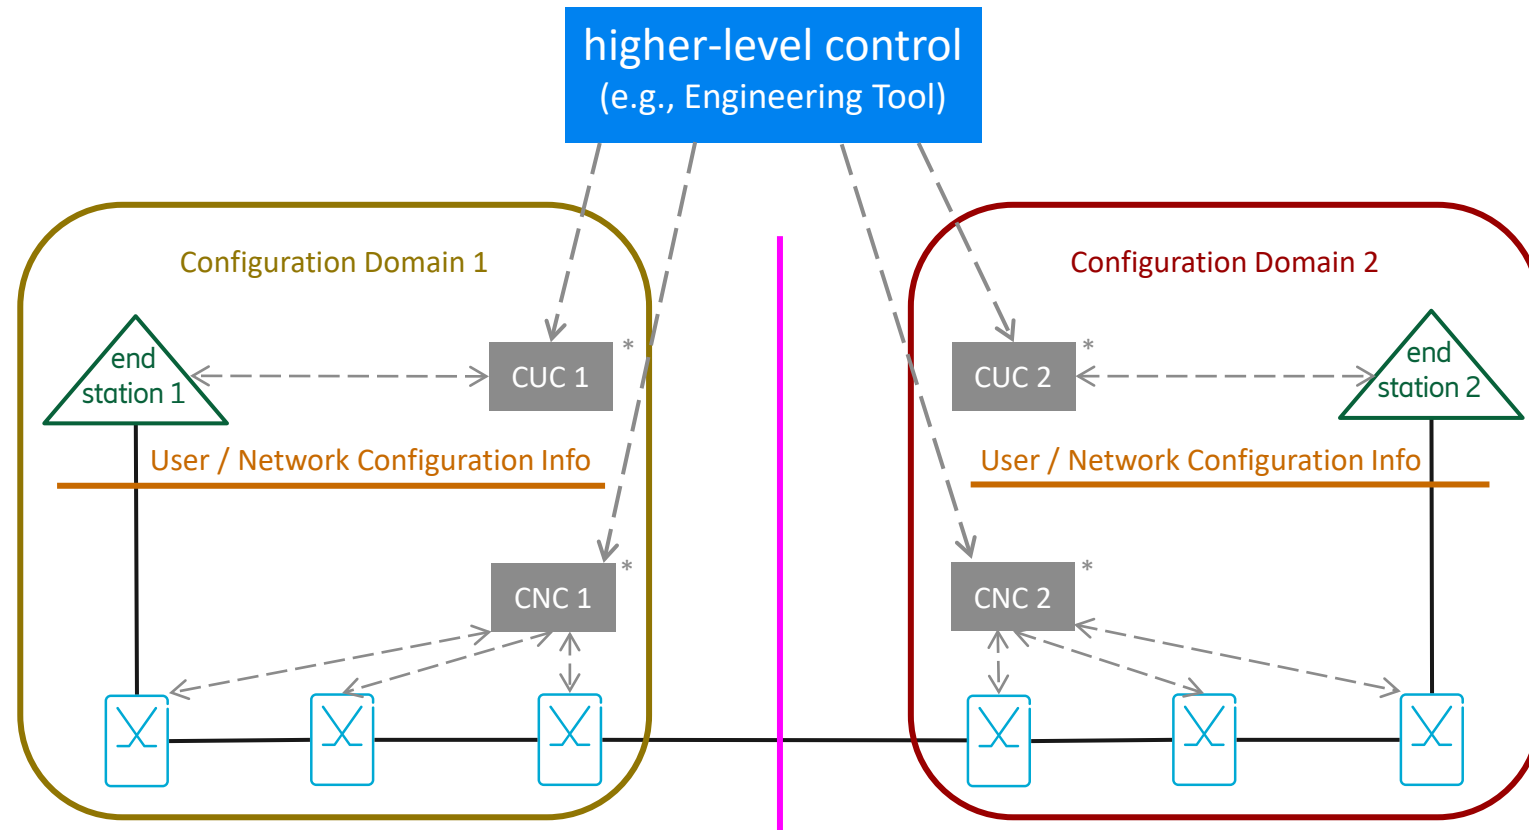 higher-level control
(e.g., Engineering Tool)
Configuration Domain 1
Configuration Domain 2
end
station 1
CUC 1
*
CUC 2
*
end
station 2
User / Network Configuration Info
User / Network Configuration Info
CNC 1
*
CNC 2
*